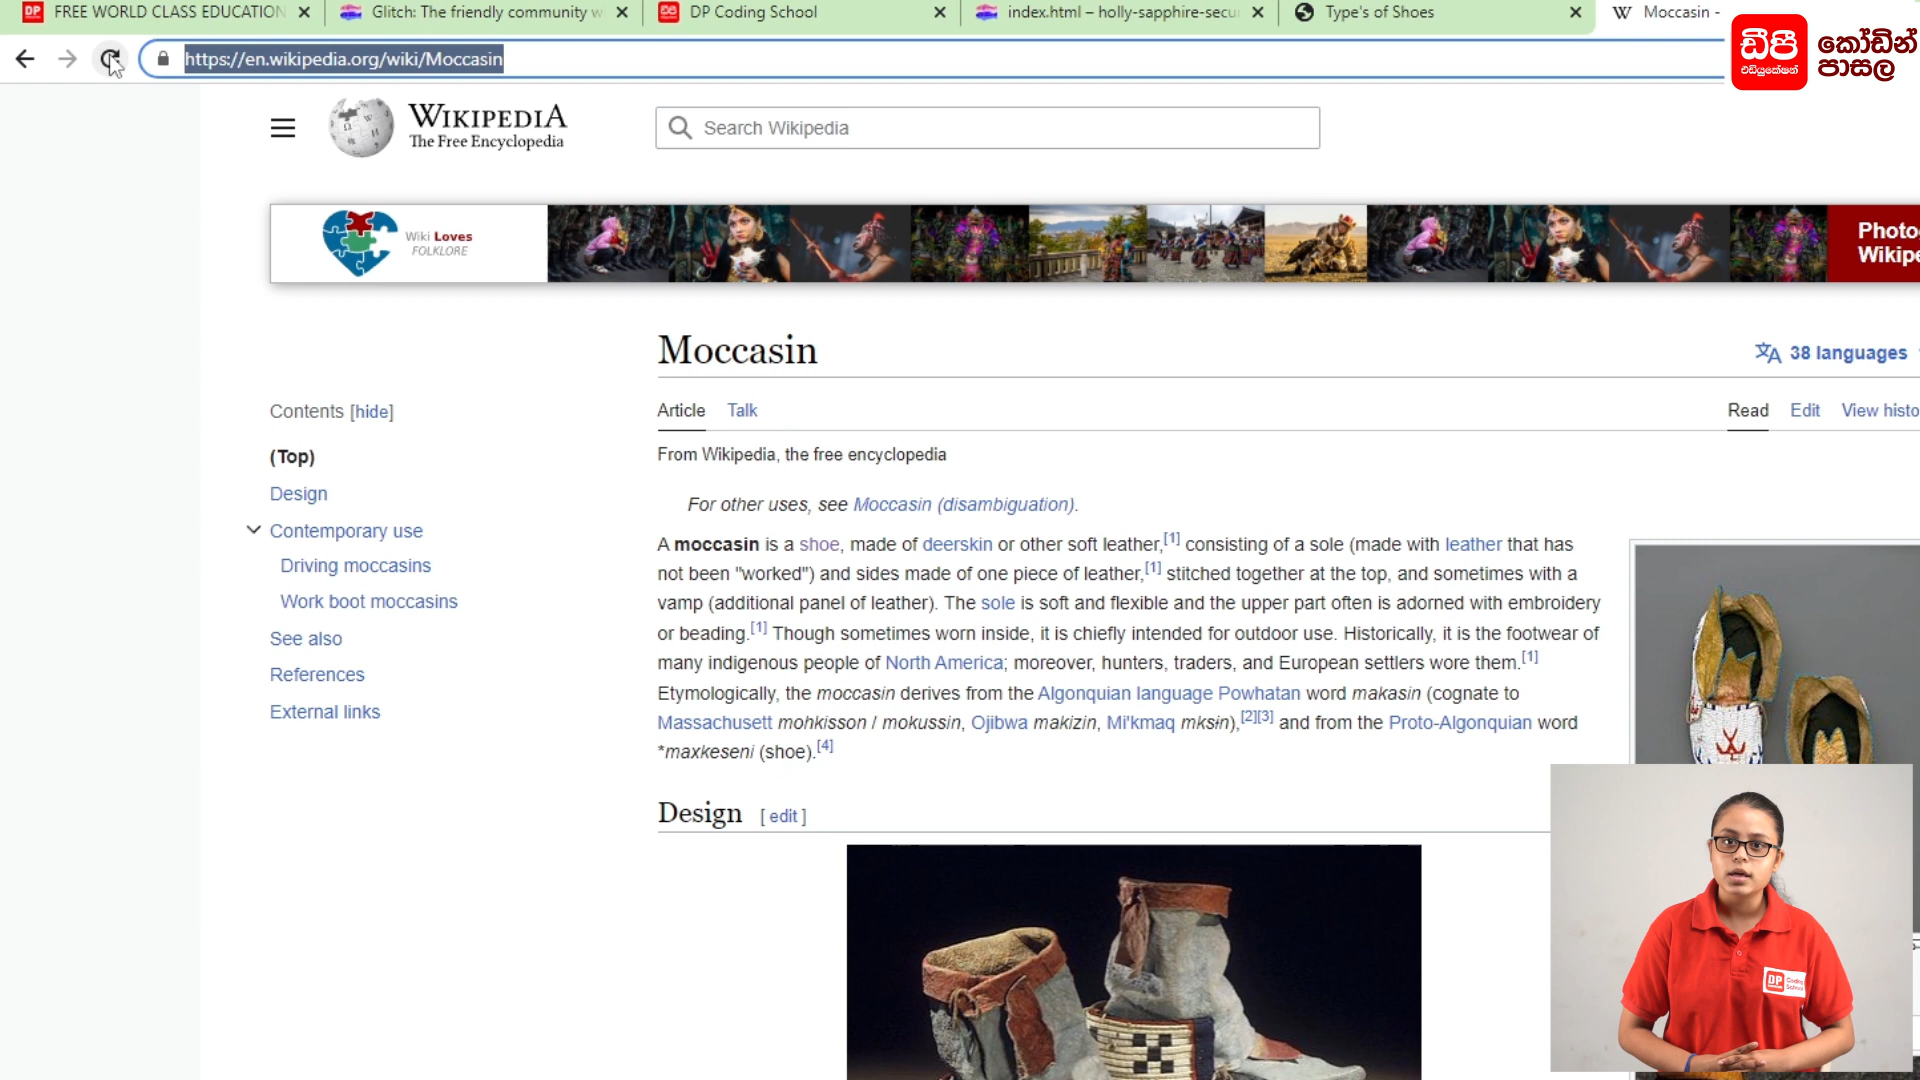 FREE WORLD CLASS EDUCATION
Glitch: The friendly community w
DP Coding School
index.html – holly-sapphire-secu
Type's of Shoes
Moccasin -
https://en.wikipedia.org/wiki/Moccasin
ඩීපී
එඩියුකේෂන්
කෝඩින්
පාසල
WIKIPEDIA
The Free Encyclopedia
Search Wikipedia
Wiki Loves
FOLKLORE
Photo
Wikipe
Moccasin
38 languages
Contents [hide]
(Top)
Design
Contemporary use
Driving moccasins
Work boot moccasins
See also
References
External links
Article Talk
Read Edit View histo
From Wikipedia, the free encyclopedia
For other uses, see Moccasin (disambiguation).
A moccasin is a shoe, made of deerskin or other soft leather,[1] consisting of a sole (made with leather that has
not been "worked") and sides made of one piece of leather,[1] stitched together at the top, and sometimes with a
vamp (additional panel of leather). The sole is soft and flexible and the upper part often is adorned with embroidery
or beading.[1] Though sometimes worn inside, it is chiefly intended for outdoor use. Historically, it is the footwear of
many indigenous people of North America; moreover, hunters, traders, and European settlers wore them.[1]
Etymologically, the moccasin derives from the Algonquian language Powhatan word makasin (cognate to
Massachusett mohkisson / mokussin, Ojibwa makizin, Mi'kmaq mksɨn),[2][3] and from the Proto-Algonquian word
*maxkeseni (shoe).[4]
Design [ edit ]
DP
Coding
School